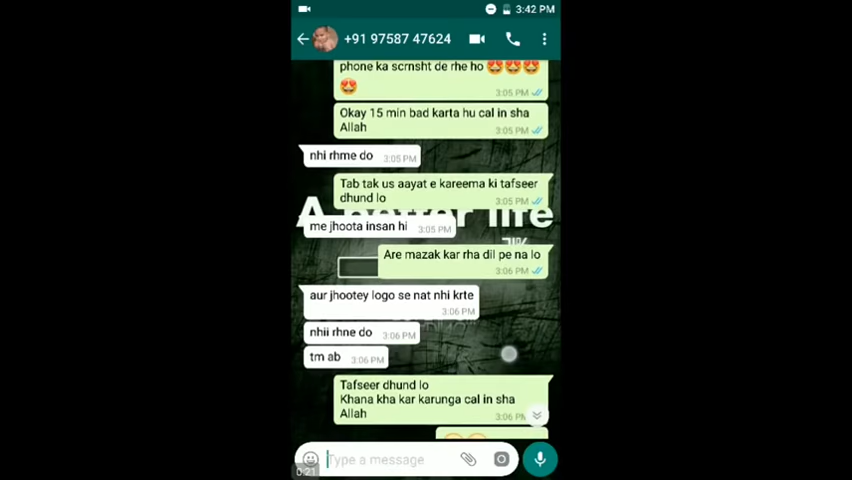 3:42 PM
+91 97587 47624
phone ka scrnsht de rhe ho 😍😍😍
😍
3:05 PM
Okay 15 min bad karta hu cal in sha
Allah
3:05 PM
nhi rhme do 3:05 PM
Tab tak us aayat e kareema ki tafseer
dhund lo
3:05 PM
A better life
me jhoota insan hi 3:05 PM
Are mazak kar rha dil pe na lo
3:06 PM
aur jhootey logo se nat nhi krte
3:06 PM
nhii rhne do 3:06 PM
tm ab 3:06 PM
Tafseer dhund lo
Khana kha kar karunga cal in sha
Allah
3:06 PM
Type a message
0:21